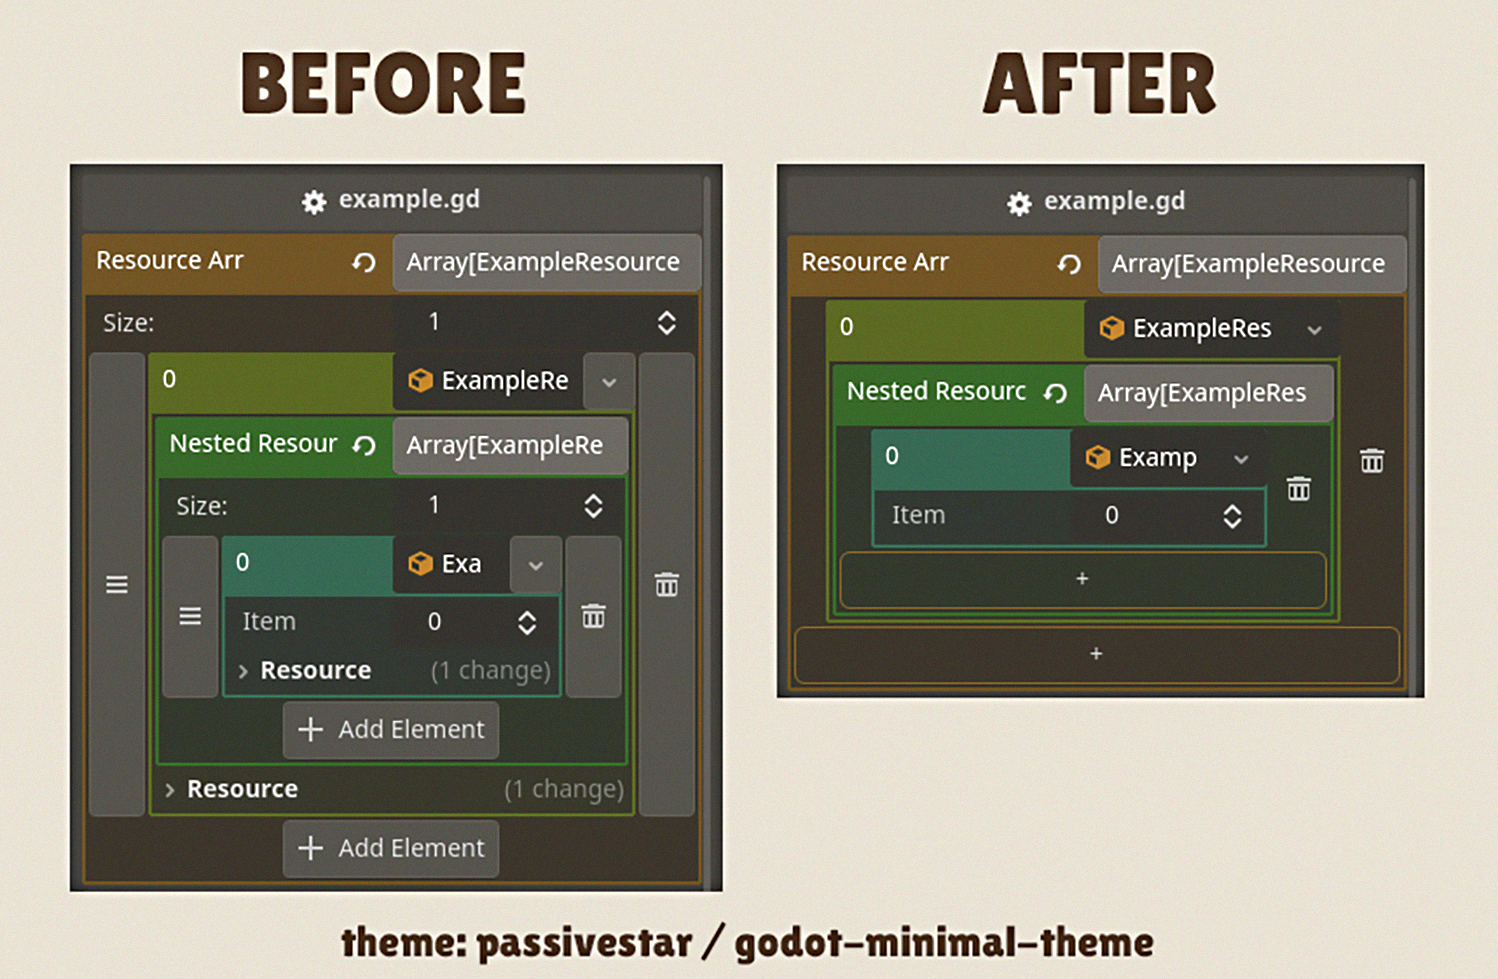 BEFORE
example.gd
Resource Arr Array[ExampleResource
Size: 1
0 ExampleRe
Nested Resour Array[ExampleRe
Size: 1
0 Exa
Item 0
Resource (1 change)
+ Add Element
Resource (1 change)
+ Add Element
AFTER
example.gd
Resource Arr Array[ExampleResource
0 ExampleRes
Nested Resourc Array[ExampleRes
0 Examp
Item 0
+
+
theme: passivestar / godot-minimal-theme